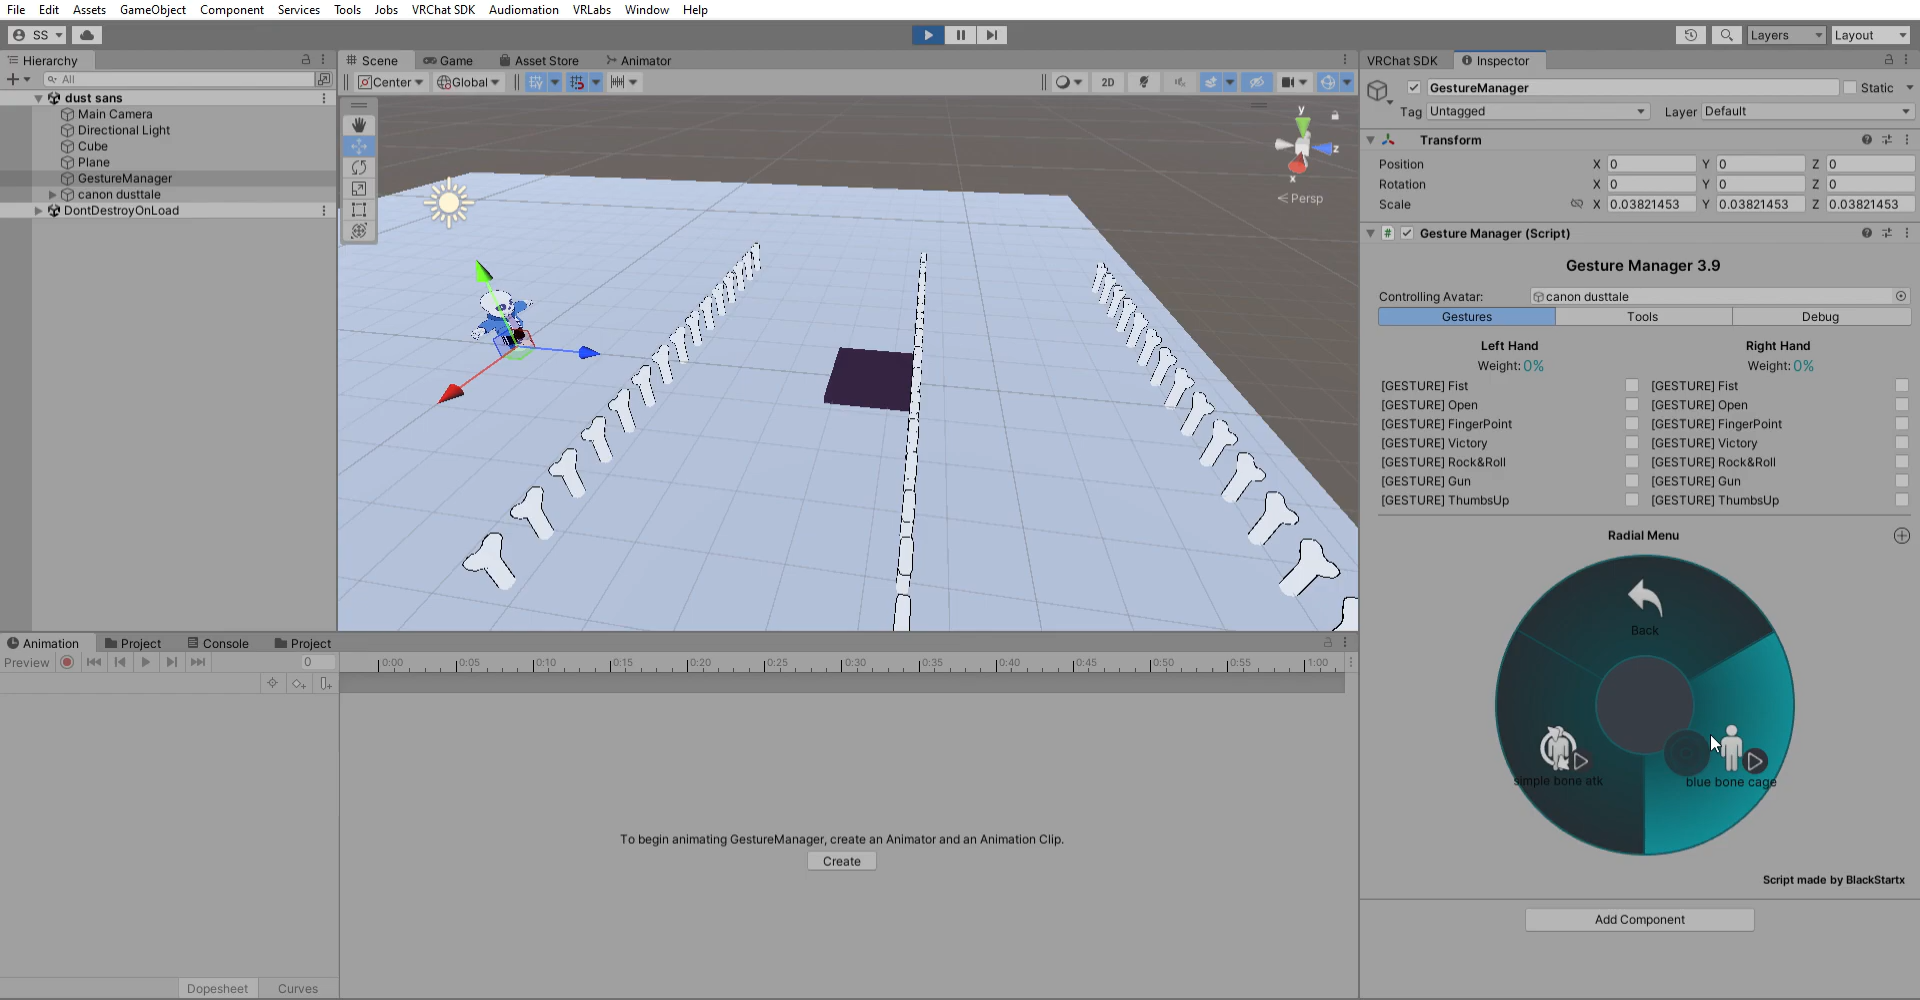 File Edit Assets GameObject Component Services Tools Jobs VRChat SDK Audiomation VRLabs Window Help
SS Layers Layout
Hierarchy
All
dust sans
Main Camera
Directional Light
Cube
Plane
GestureManager
canon dusttale
DontDestroyOnLoad
Scene Game Asset Store Animator
Center Global 2D
y
z
x
Persp
VRChat SDK Inspector
GestureManager Static
Tag Untagged Layer Default
Transform
Position X 0 Y 0 Z 0
Rotation X 0 Y 0 Z 0
Scale X 0.03821453 Y 0.03821453 Z 0.03821453
# Gesture Manager (Script)
Gesture Manager 3.9
Controlling Avatar: canon dusttale
Gestures Tools Debug
Left Hand Right Hand
Weight: 0% Weight: 0%
[GESTURE] Fist [GESTURE] Fist
[GESTURE] Open [GESTURE] Open
[GESTURE] FingerPoint [GESTURE] FingerPoint
[GESTURE] Victory [GESTURE] Victory
[GESTURE] Rock&Roll [GESTURE] Rock&Roll
[GESTURE] Gun [GESTURE] Gun
[GESTURE] ThumbsUp [GESTURE] ThumbsUp
Radial Menu
Back
simple bone atk blue bone cage
Script made by BlackStartx
Add Component
Animation Project Console Project
Preview 0 0:00 0:05 0:10 0:15 0:20 0:25 0:30 0:35 0:40 0:45 0:50 0:55 1:00
To begin animating GestureManager, create an Animator and an Animation Clip.
Create
Dopesheet Curves